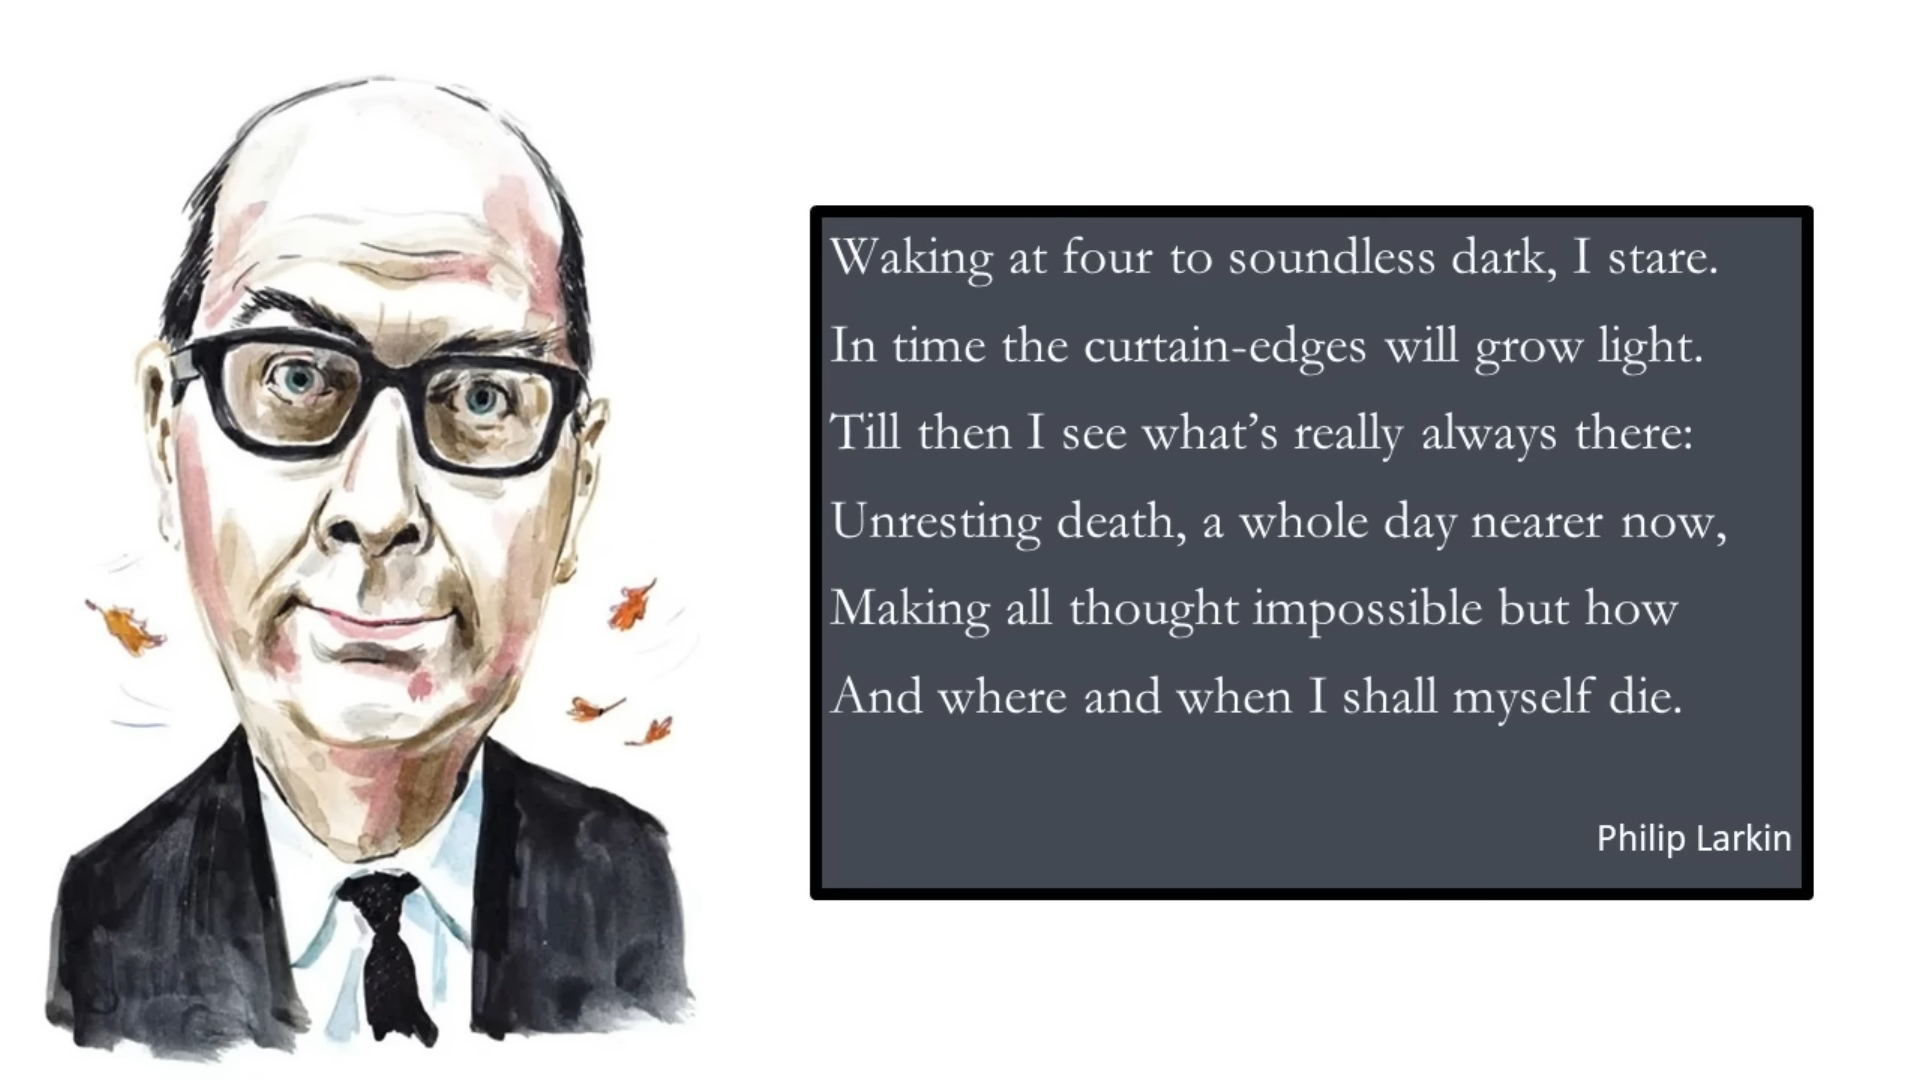 Waking at four to soundless dark, I stare.
In time the curtain-edges will grow light.
Till then I see what’s really always there:
Unresting death, a whole day nearer now,
Making all thought impossible but how
And where and when I shall myself die.
Philip Larkin